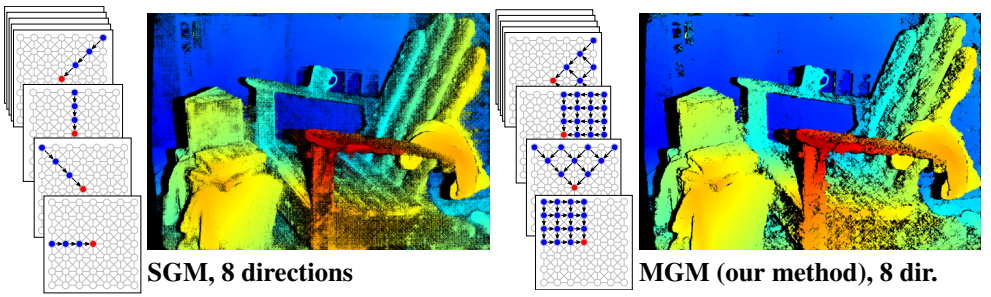 SGM, 8 directions
MGM (our method), 8 dir.